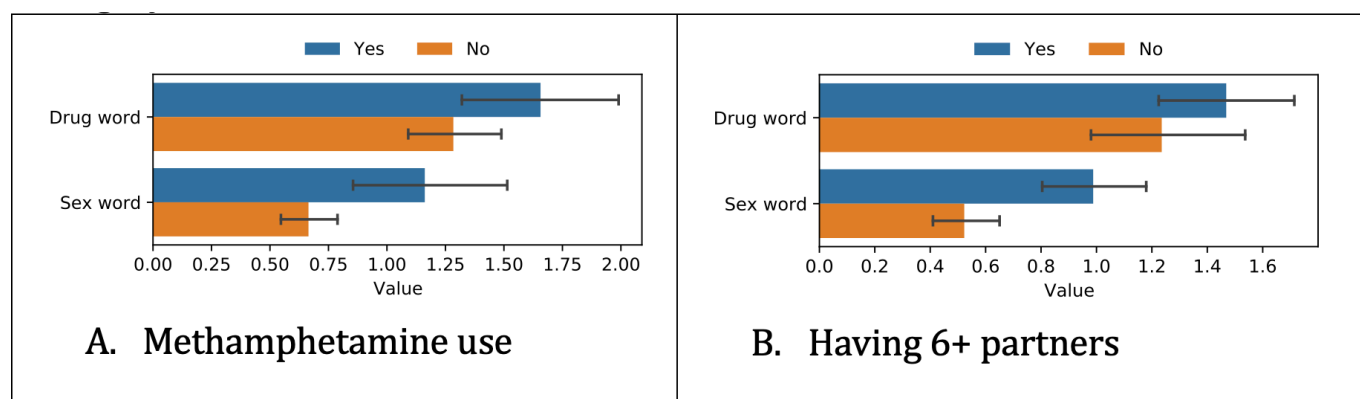 Yes No
Drug word
Sex word
0.00 0.25 0.50 0.75 1.00 1.25 1.50 1.75 2.00
Value
A. Methamphetamine use
Yes No
Drug word
Sex word
0.0 0.2 0.4 0.6 0.8 1.0 1.2 1.4 1.6
Value
B. Having 6+ partners